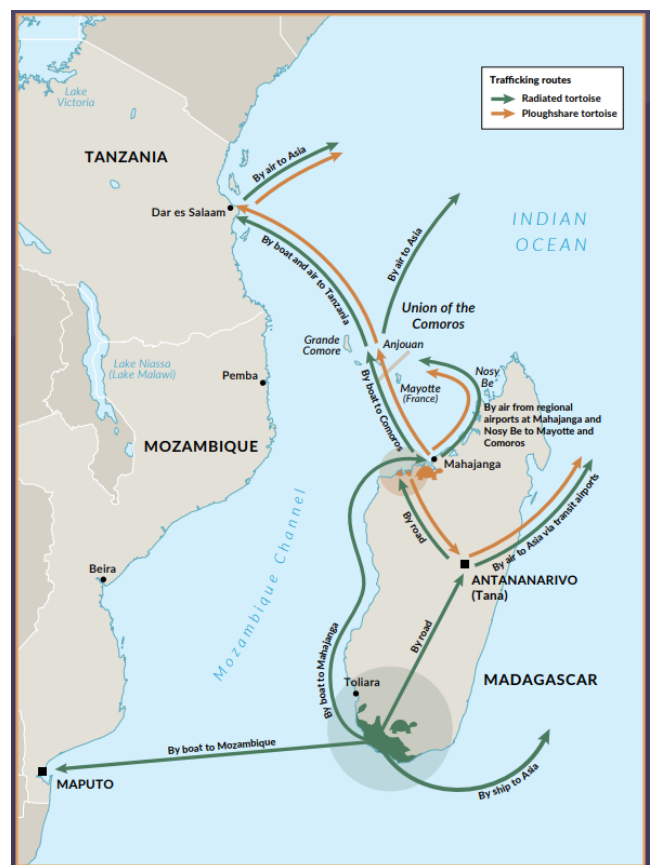 Trafficking routes
Radiated tortoise
Ploughshare tortoise
Lake
Victoria
TANZANIA
By air to Asia
Dar es Salaam
INDIAN
OCEAN
By boat and air to Tanzania
By air to Asia
Union of the
Comoros
Grande
Comore
Anjouan
Lake Niassa
(Lake Malawi)
Pemba
Mayotte
(France)
Nosy
Be
By boat to Comoros
By air from regional
airports at Mahajanga and
Nosy Be to Mayotte and
Comoros
MOZAMBIQUE
Mahajanga
Mozambique Channel
By road
By air to Asia via transit airports
Beira
ANTANANARIVO
(Tana)
By boat to Mahajanga
By road
Toliara
MADAGASCAR
By boat to Mozambique
MAPUTO
By ship to Asia